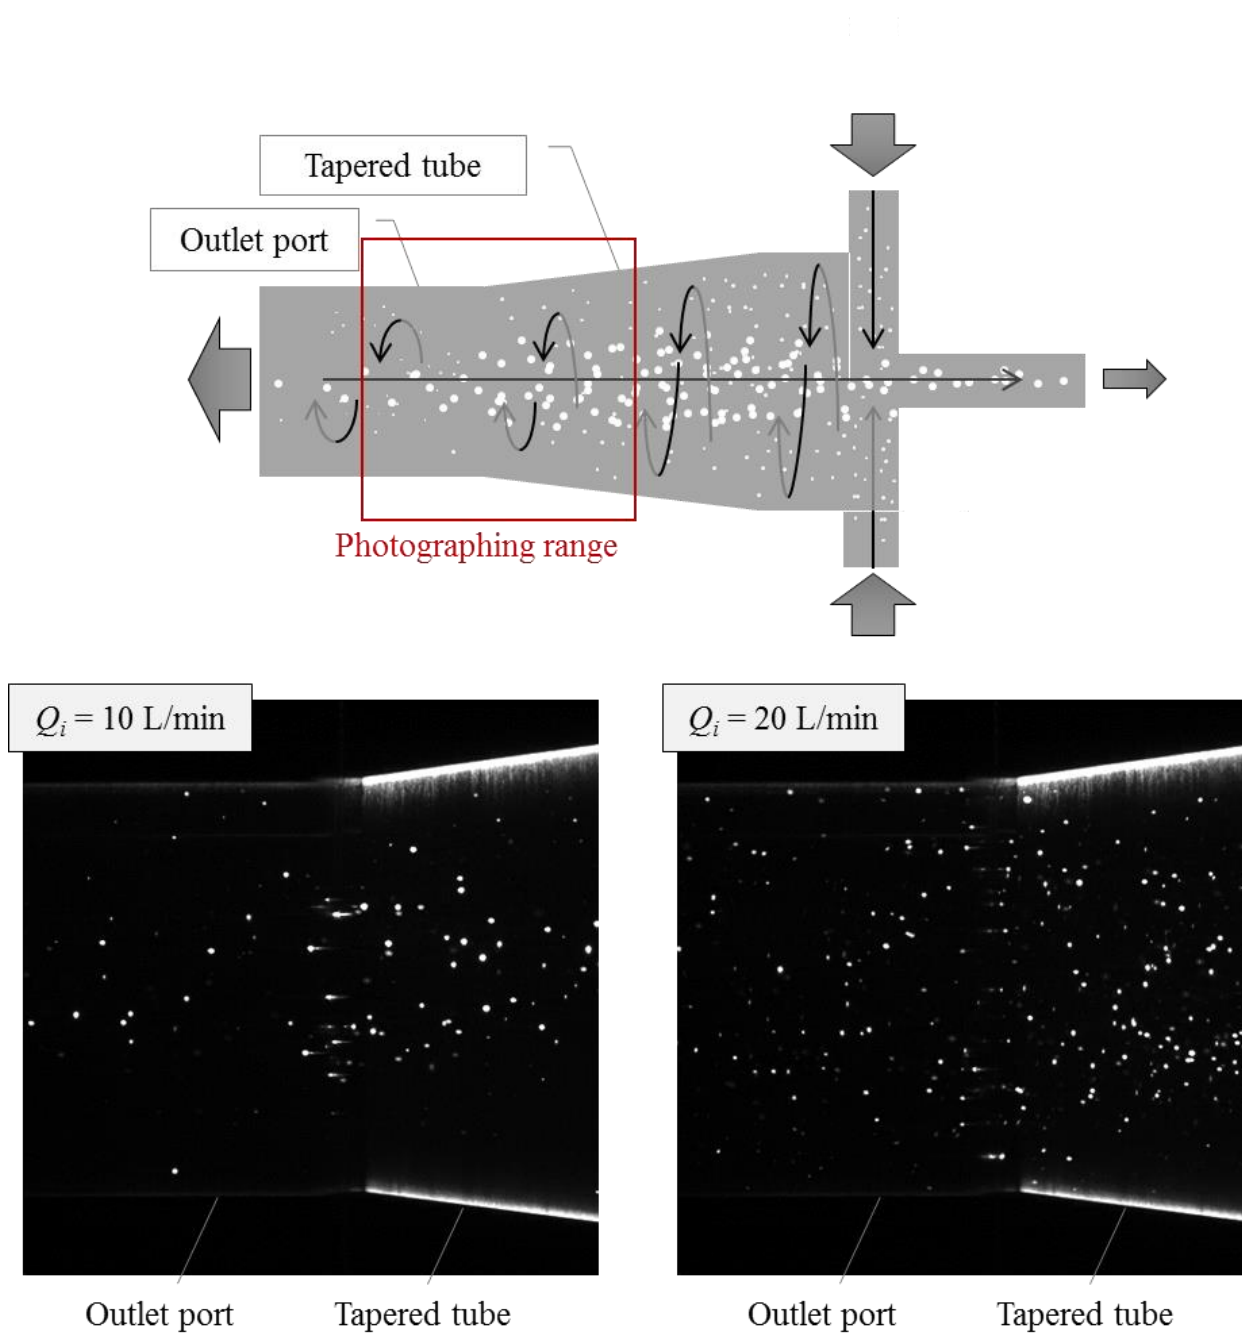 Tapered tube
Outlet port
Photographing range
Qi = 10 L/min
Qi = 20 L/min
Outlet port
Tapered tube
Outlet port
Tapered tube